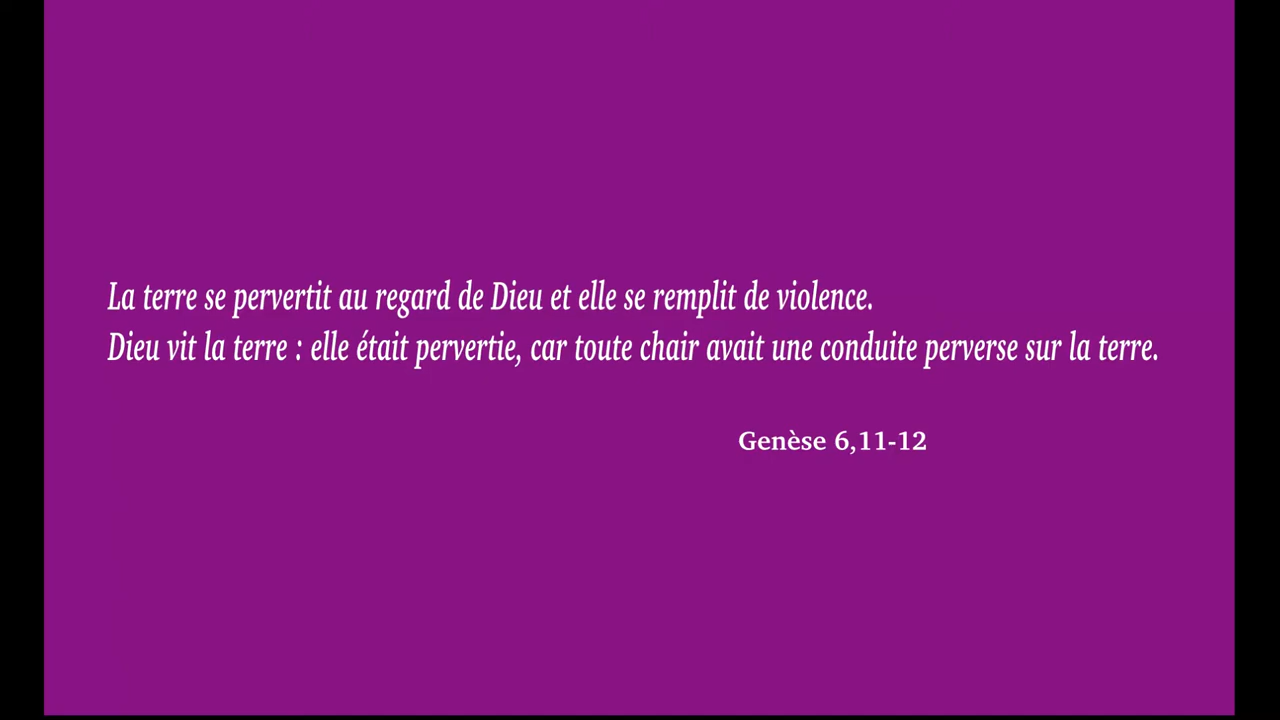 La terre se pervertit au regard de Dieu et elle se remplit de violence.
Dieu vit la terre : elle était pervertie, car toute chair avait une conduite perverse sur la terre.
Genèse 6,11-12